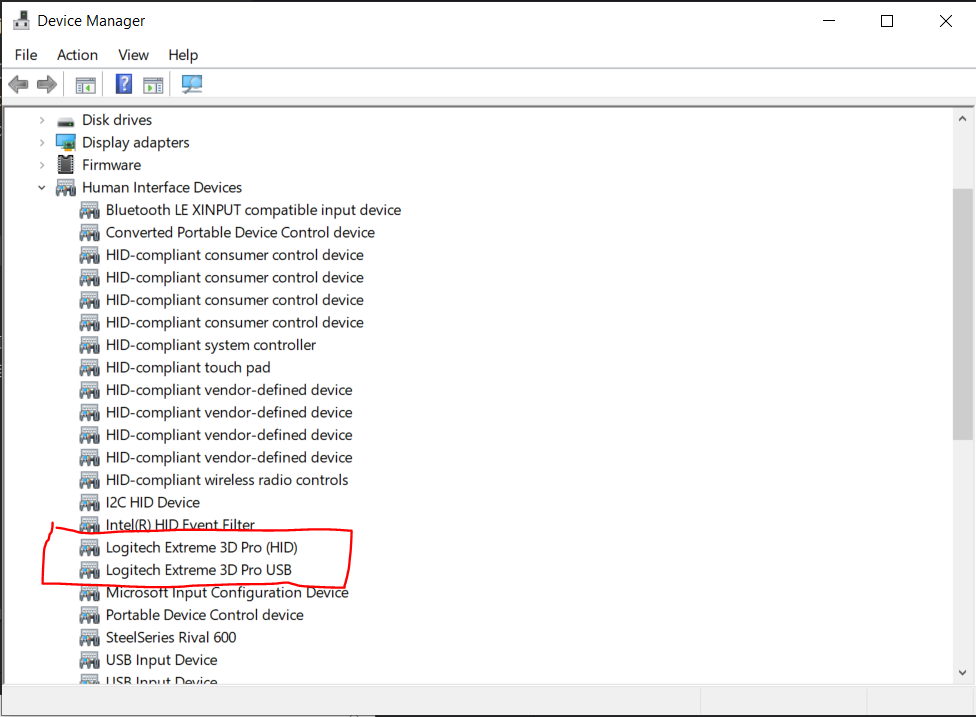 Device Manager
File Action View Help
Disk drives
Display adapters
Firmware
Human Interface Devices
Bluetooth LE XINPUT compatible input device
Converted Portable Device Control device
HID-compliant consumer control device
HID-compliant consumer control device
HID-compliant consumer control device
HID-compliant consumer control device
HID-compliant system controller
HID-compliant touch pad
HID-compliant vendor-defined device
HID-compliant vendor-defined device
HID-compliant vendor-defined device
HID-compliant vendor-defined device
HID-compliant wireless radio controls
I2C HID Device
Intel(R) HID Event Filter
Logitech Extreme 3D Pro (HID)
Logitech Extreme 3D Pro USB
Microsoft Input Configuration Device
Portable Device Control device
SteelSeries Rival 600
USB Input Device
USB Input Device